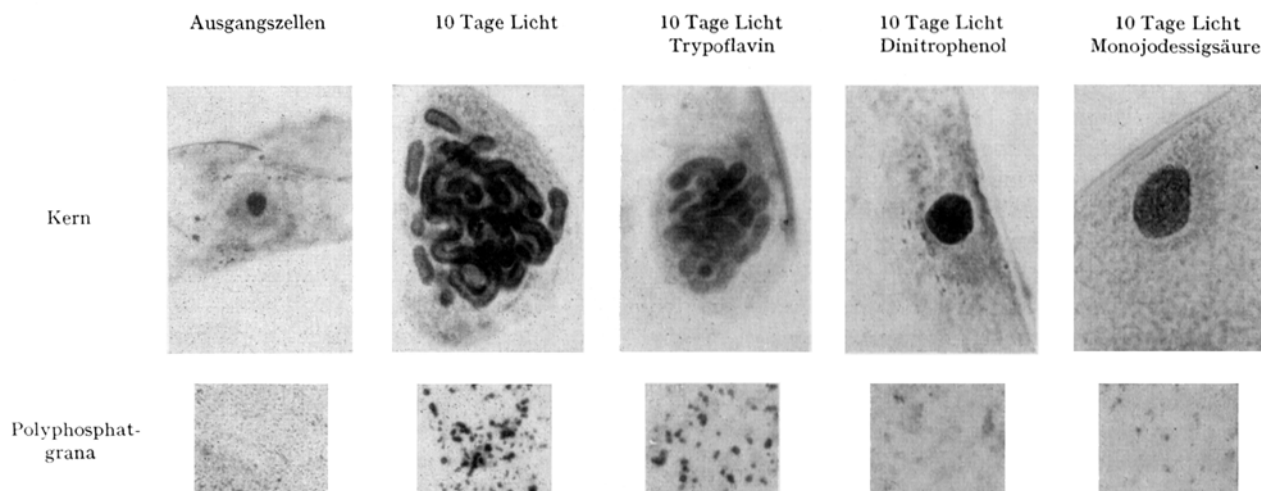 Ausgangszellen
10 Tage Licht
10 Tage Licht
Trypoflavin
10 Tage Licht
Dinitrophenol
10 Tage Licht
Monojodessigsäure
Kern
Polyphosphat-
grana